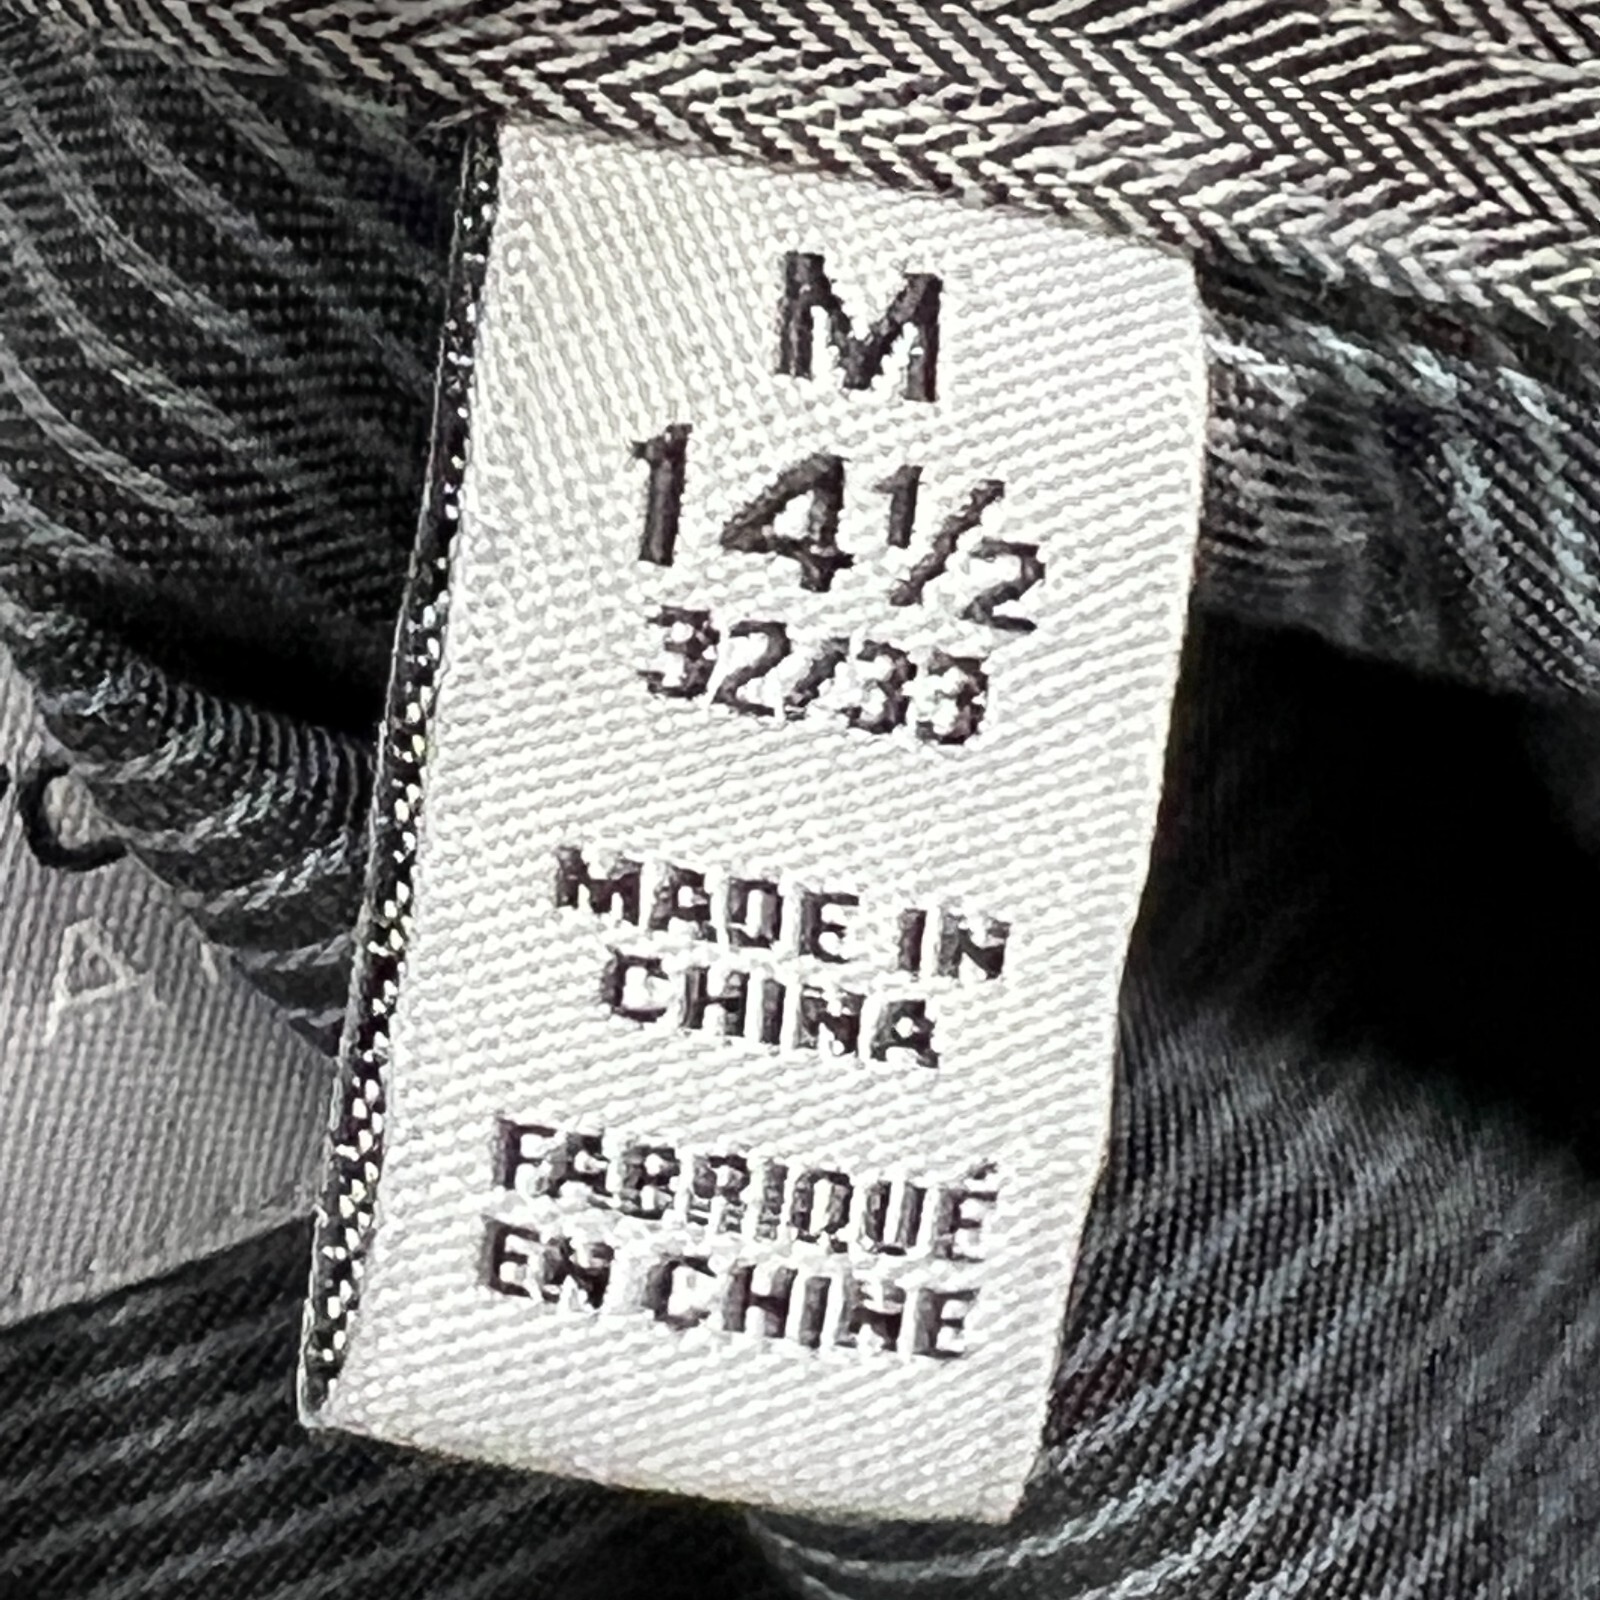 M
14½
32/33
MADE IN
CHINA
FABRIQUÉ
EN CHINE